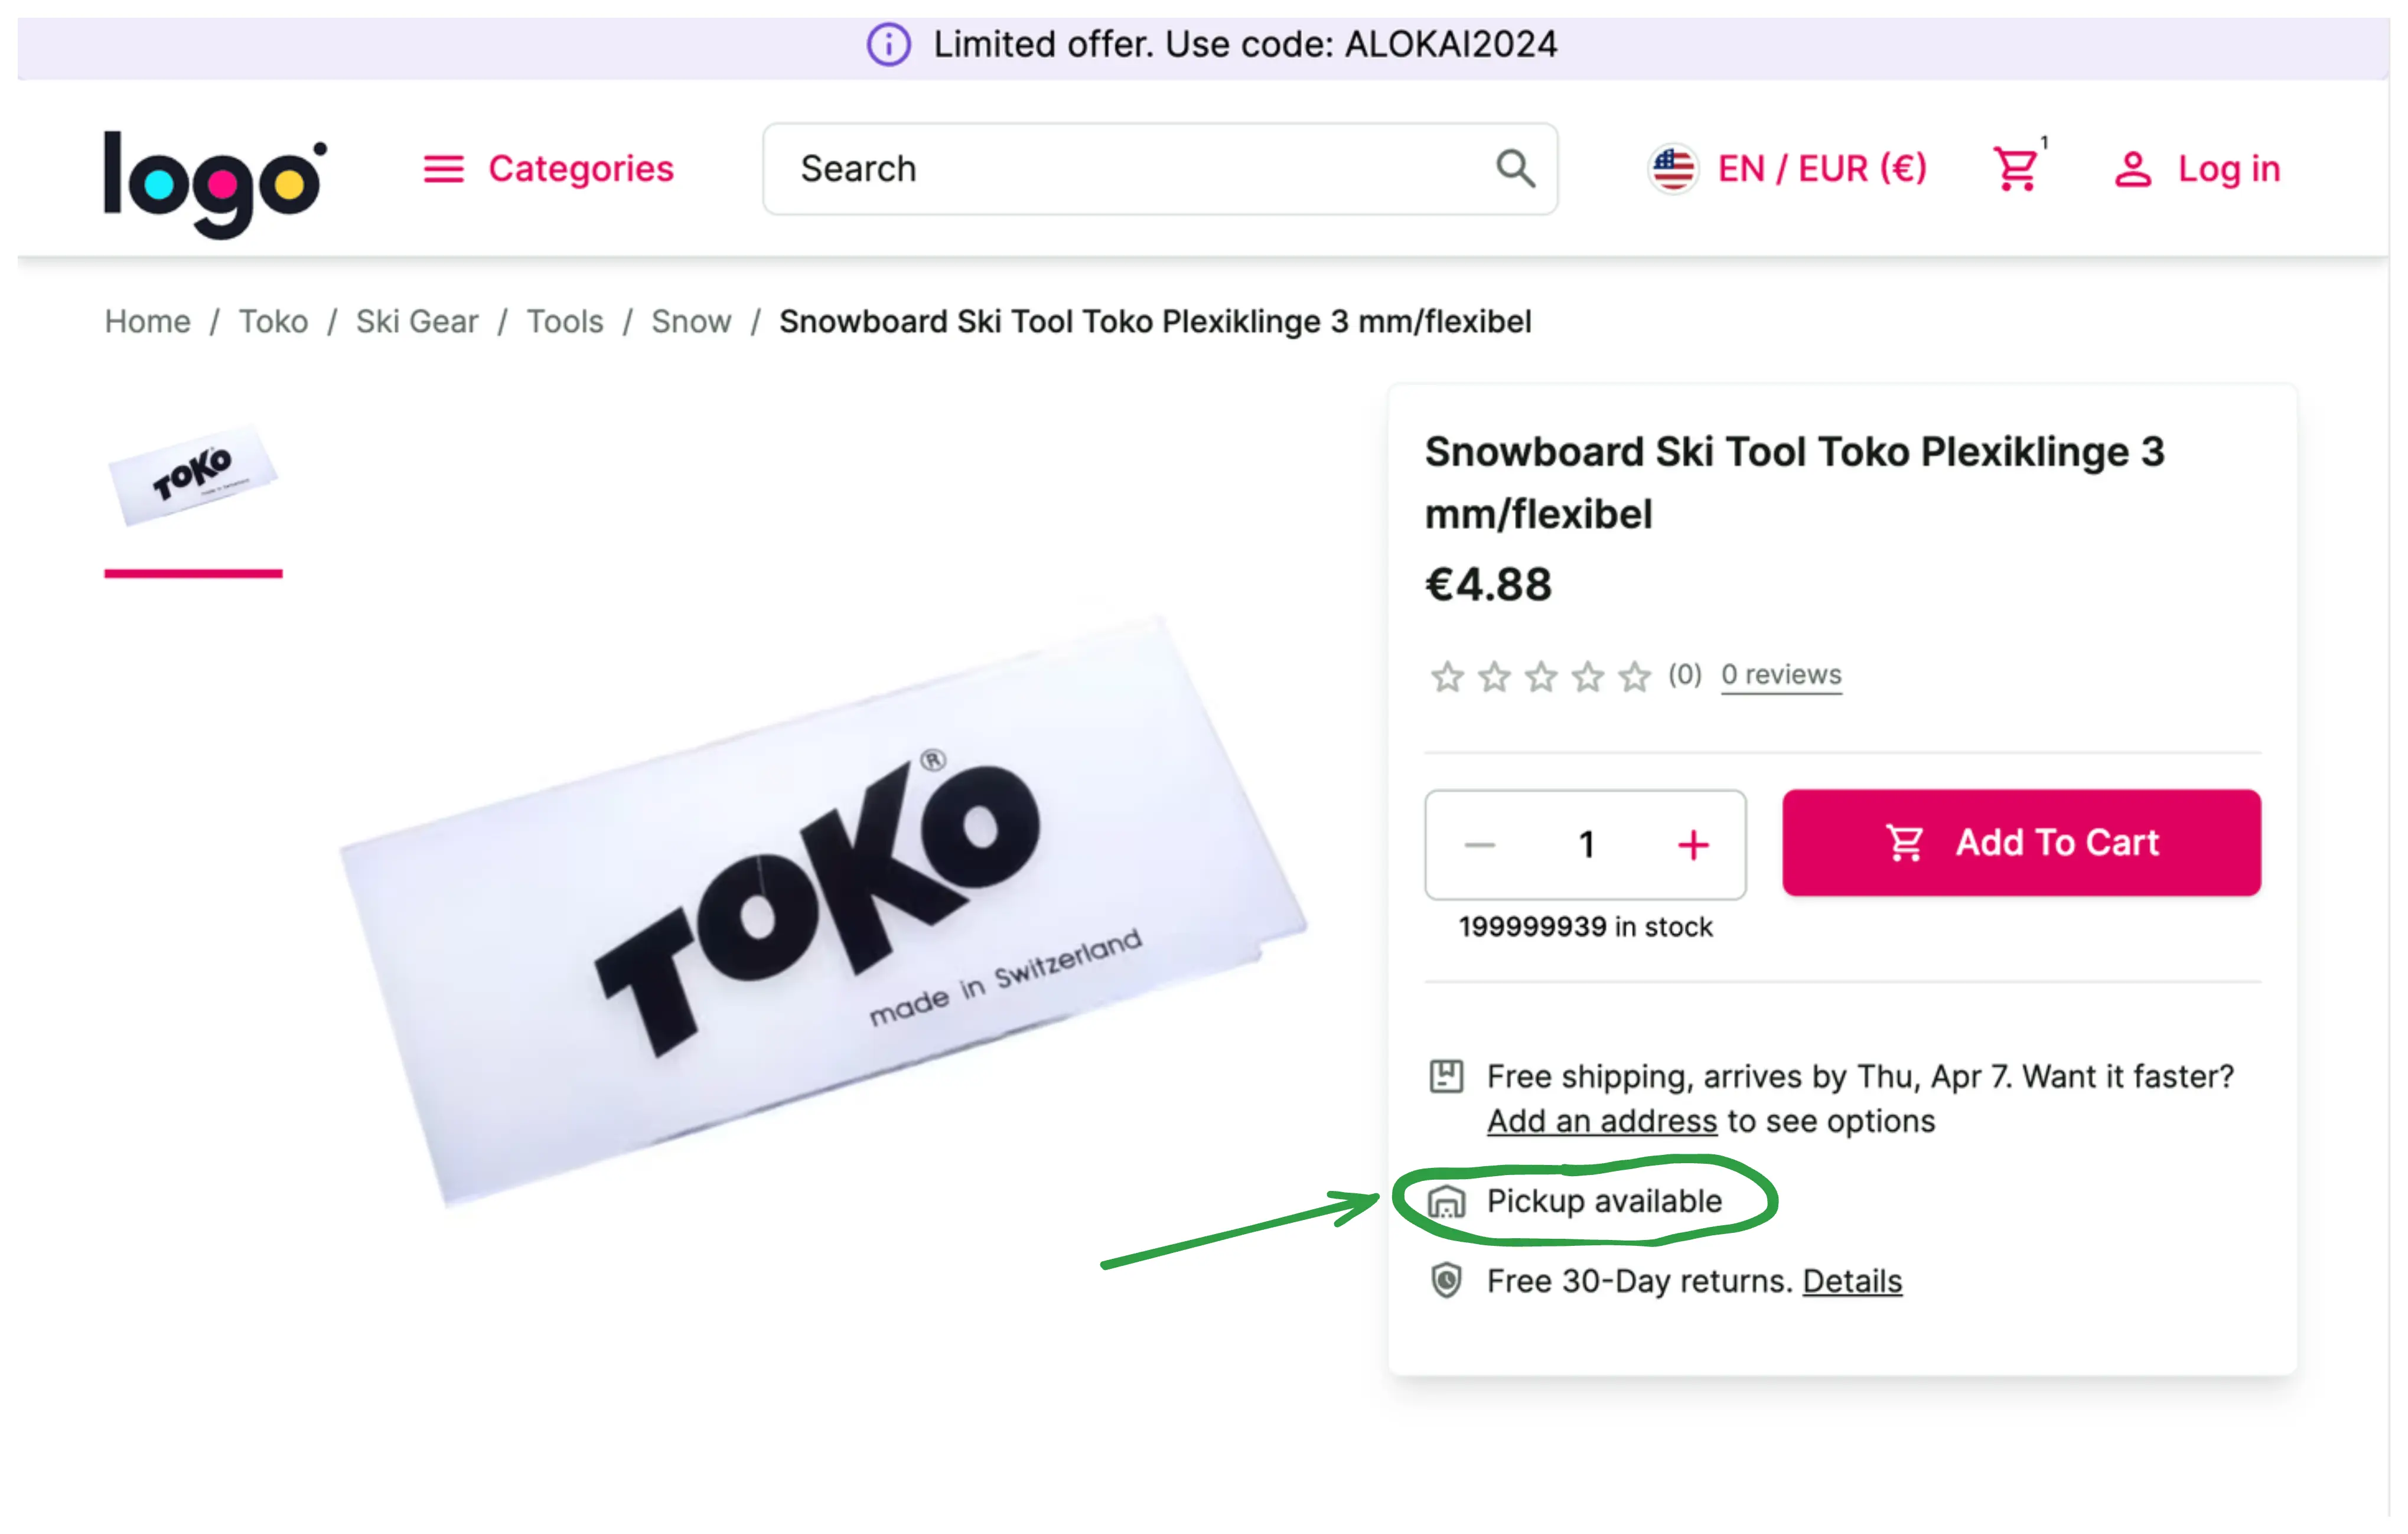 Limited offer. Use code: ALOKAI2024
logo
Categories
Search
EN / EUR (€)
1
Log in
Home / Toko / Ski Gear / Tools / Snow / Snowboard Ski Tool Toko Plexiklinge 3 mm/flexibel
TOKO
made in Switzerland
TOKO®
made in Switzerland
Snowboard Ski Tool Toko Plexiklinge 3
mm/flexibel
€4.88
(0) 0 reviews
1
Add To Cart
199999939 in stock
Free shipping, arrives by Thu, Apr 7. Want it faster?
Add an address to see options
Pickup available
Free 30-Day returns. Details